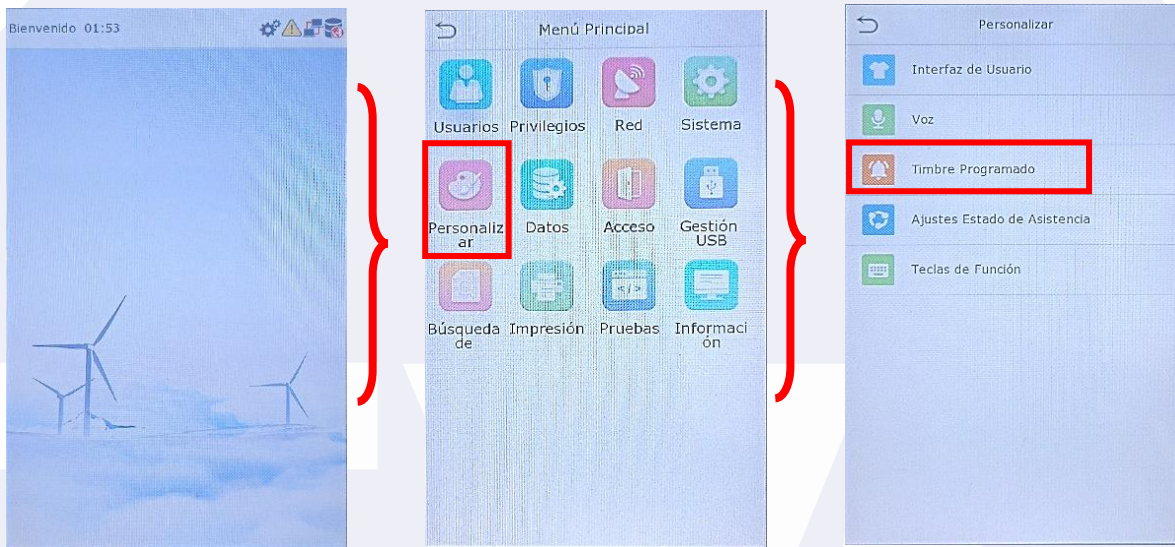 Bienvenido 01:53
Menú Principal
Usuarios Privilegios Red Sistema
Personaliz
ar
Datos Acceso Gestión
USB
Búsqueda
de
Impresión Pruebas Informaci
ón
Personalizar
Interfaz de Usuario
Voz
Timbre Programado
Ajustes Estado de Asistencia
Teclas de Función